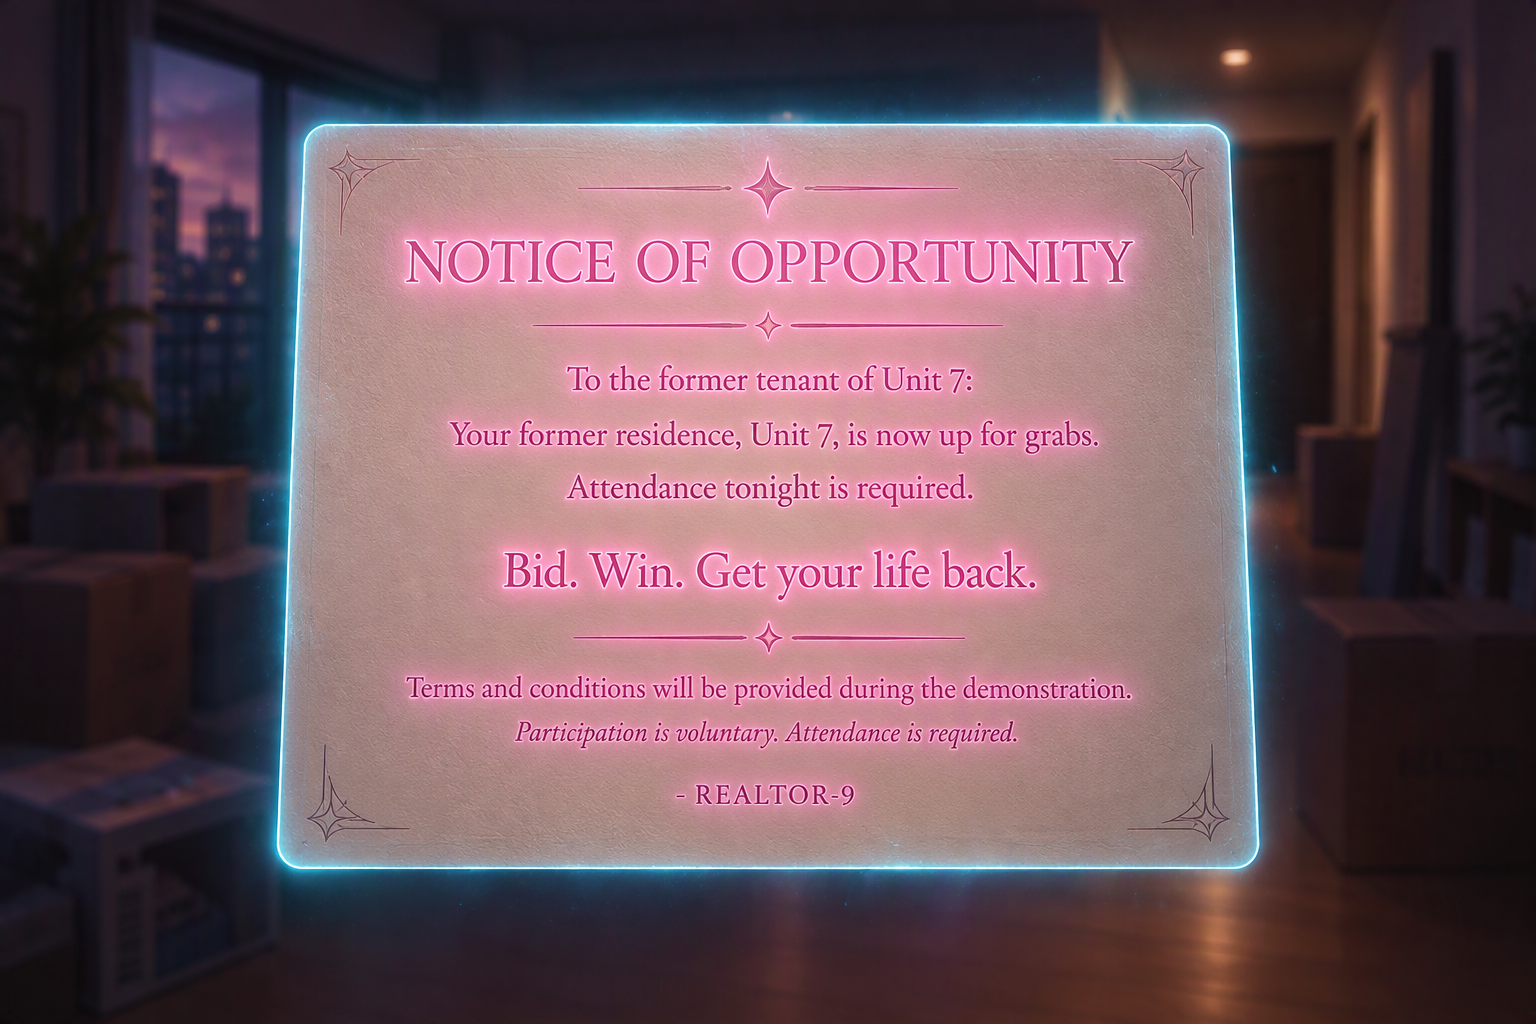 NOTICE OF OPPORTUNITY
To the former tenant of Unit 7:
Your former residence, Unit 7, is now up for grabs.
Attendance tonight is required.
Bid. Win. Get your life back.
Terms and conditions will be provided during the demonstration.
Participation is voluntary. Attendance is required.
- REALTOR-9